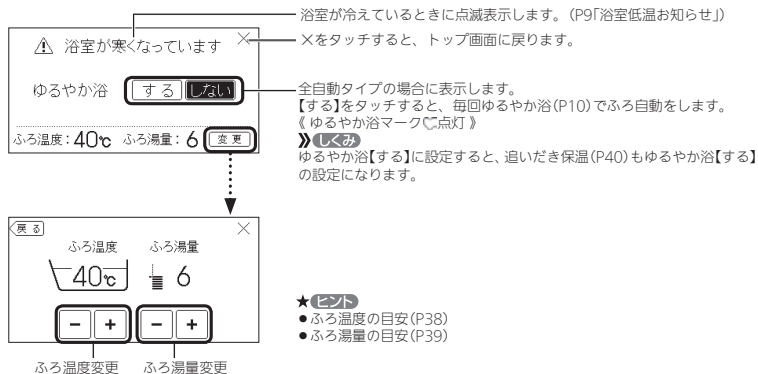 浴室が冷えているときに点滅表示します。(P9「浴室低温お知らせ」)
⚠ 浴室が寒くなっています ×
×をタッチすると、トップ画面に戻ります。
ゆるやか浴 する しない
全自動タイプの場合に表示します。
【する】をタッチすると、毎回ゆるやか浴(P10)でふろ自動をします。
《 ゆるやか浴マーク点灯 》
しくみ
ゆるやか浴【する】に設定すると、追いだき保温(P40)もゆるやか浴【する】
の設定になります。
ふろ温度:40℃ ふろ湯量:6 変更
戻る ×
ふろ温度 ふろ湯量
40℃ 6
- + - +
ふろ温度変更 ふろ湯量変更
★ヒント
●ふろ温度の目安(P38)
●ふろ湯量の目安(P39)